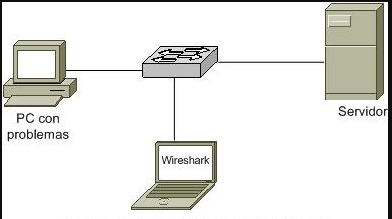 PC con
problemas
Wireshark
Servidor